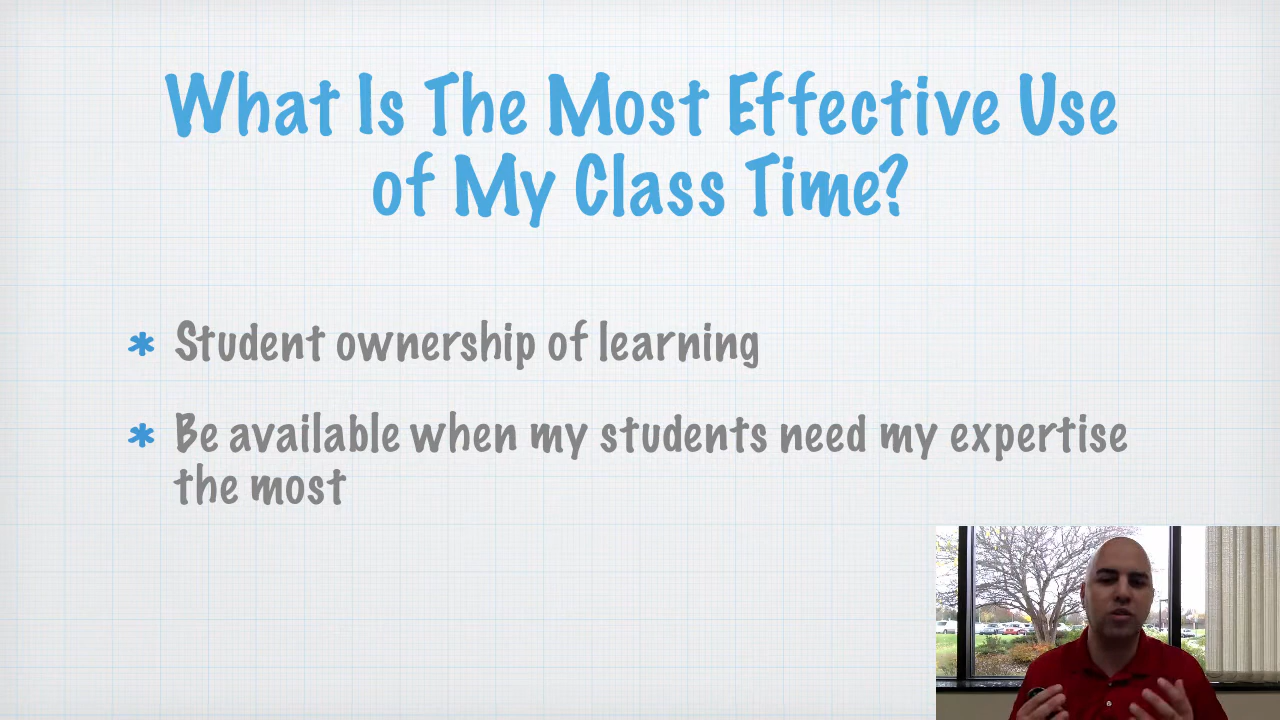 What Is The Most Effective Use
of My Class Time?
* Student ownership of learning
* Be available when my students need my expertise
the most